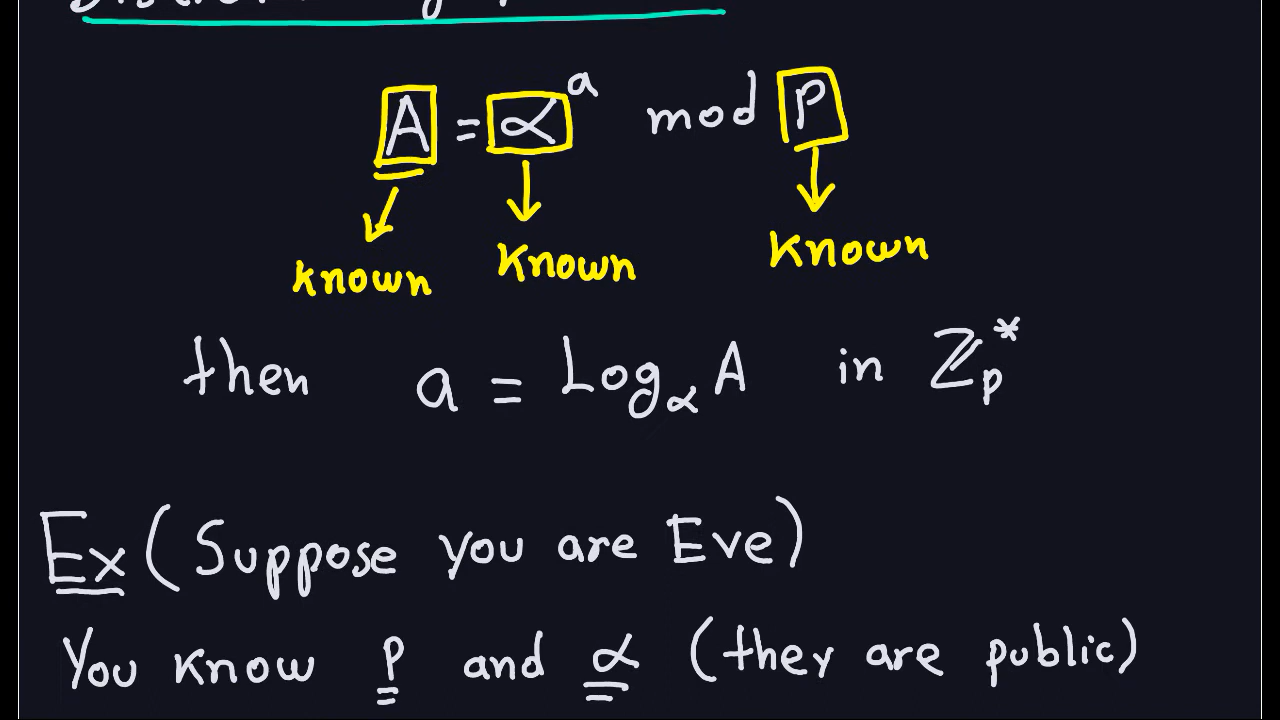 A = α^a mod P
known known known
then a = Log_α A in ℤ_p^*
Ex (Suppose you are Eve)
You know P and α (they are public)